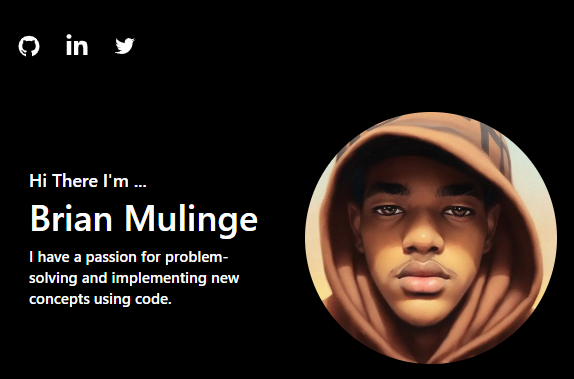 in
Hi There I'm ...
Brian Mulinge
I have a passion for problem-
solving and implementing new
concepts using code.